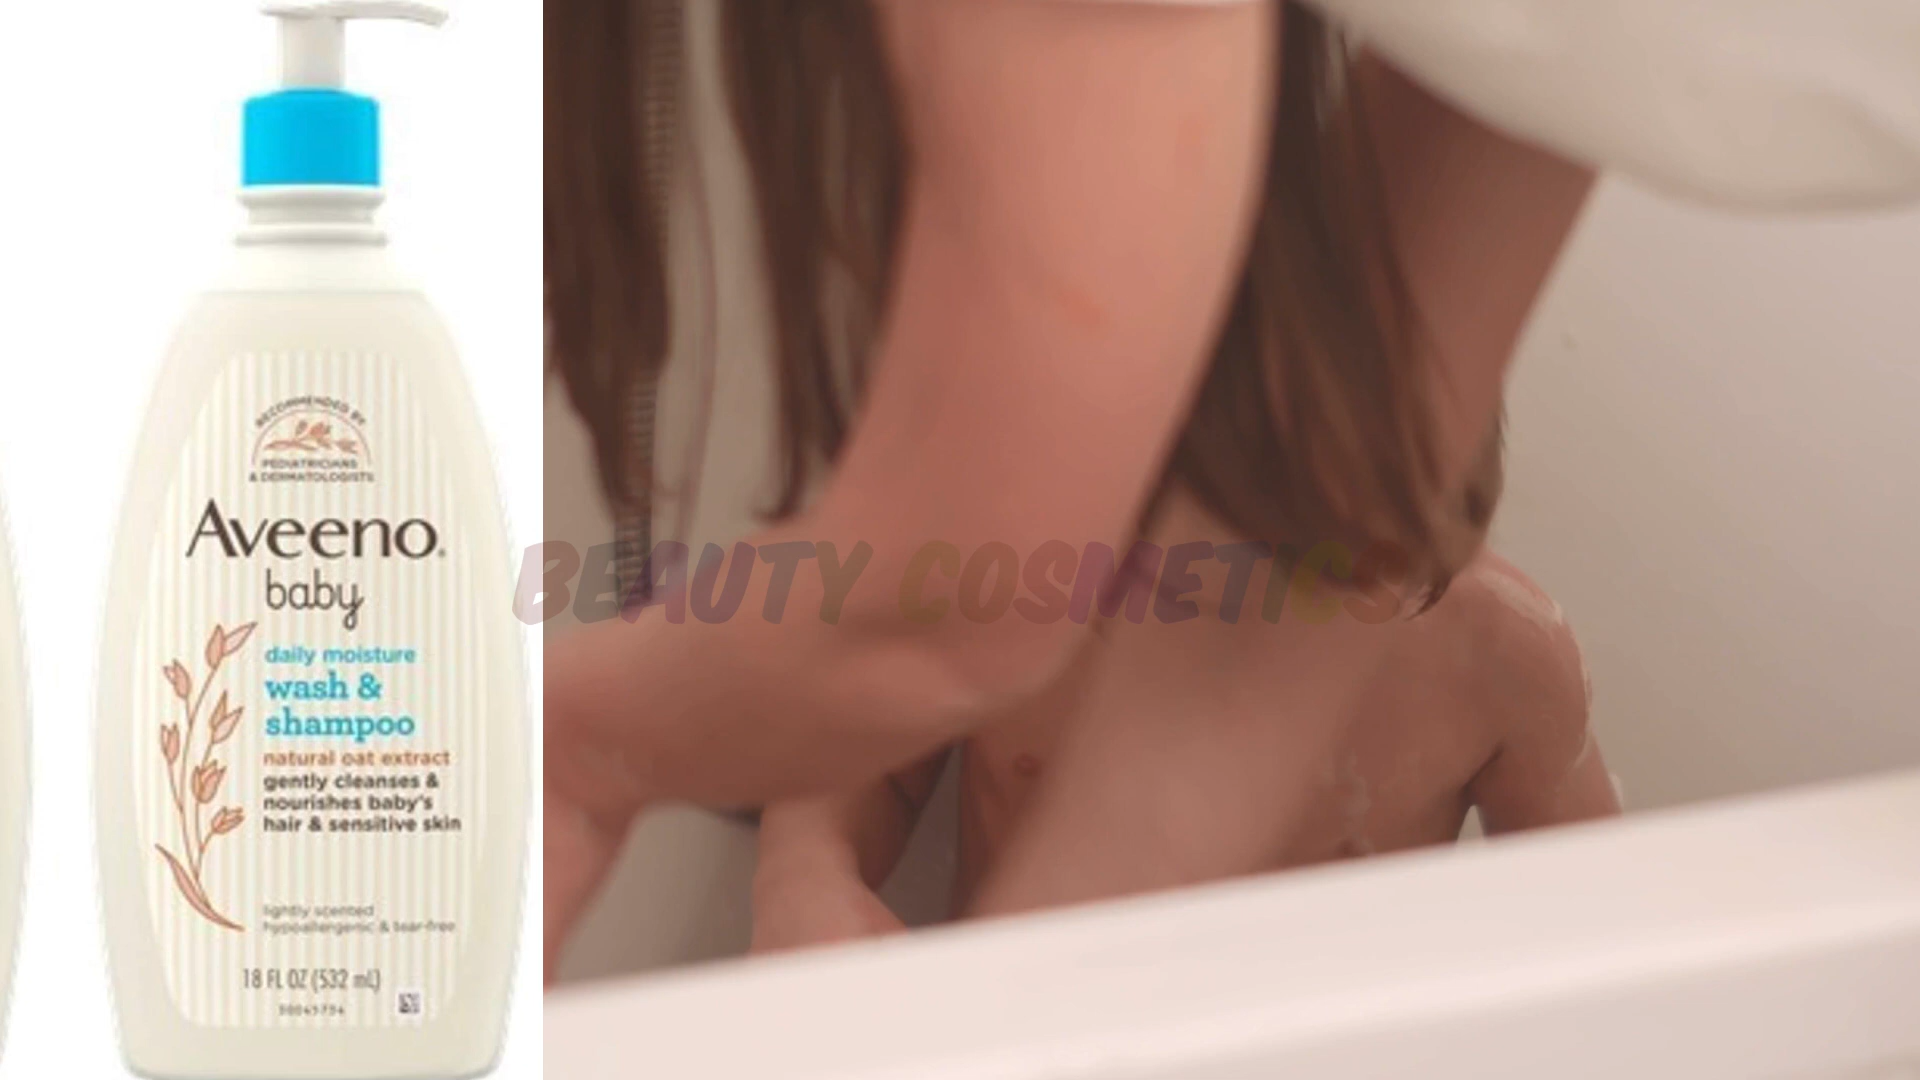 RECOMMENDED BY
PEDIATRICIANS
& DERMATOLOGISTS
Aveeno®
baby
daily moisture
wash &
shampoo
natural oat extract
gently cleanses &
nourishes baby's
hair & sensitive skin
lightly scented
hypoallergenic & tear-free
18 FL OZ (532 mL)
BEAUTY COSMETICS